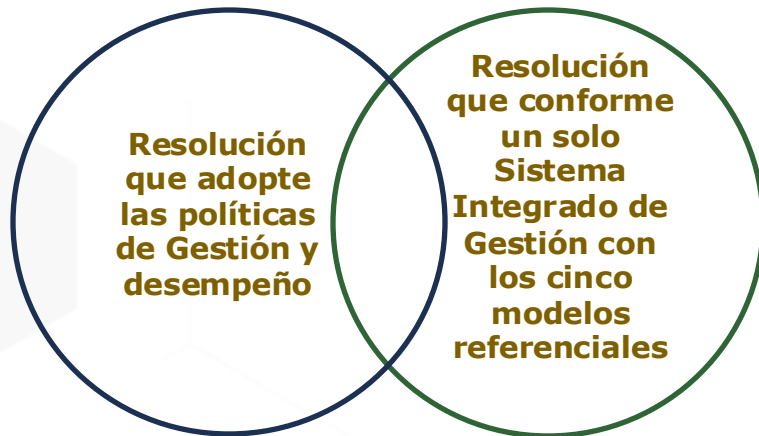 Resolución
que adopte
las políticas
de Gestión y
desempeño
Resolución
que conforme
un solo
Sistema
Integrado de
Gestión con
los cinco
modelos
referenciales